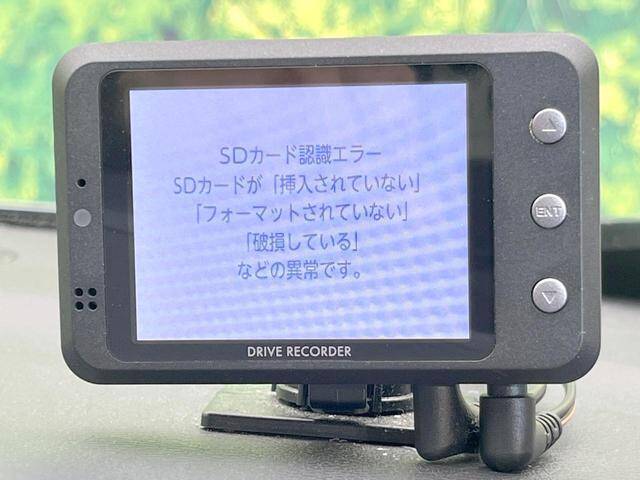 SDカード認識エラー
SDカードが「挿入されていない」
「フォーマットされていない」
「破損している」
などの異常です。
ENT
DRIVE RECORDER